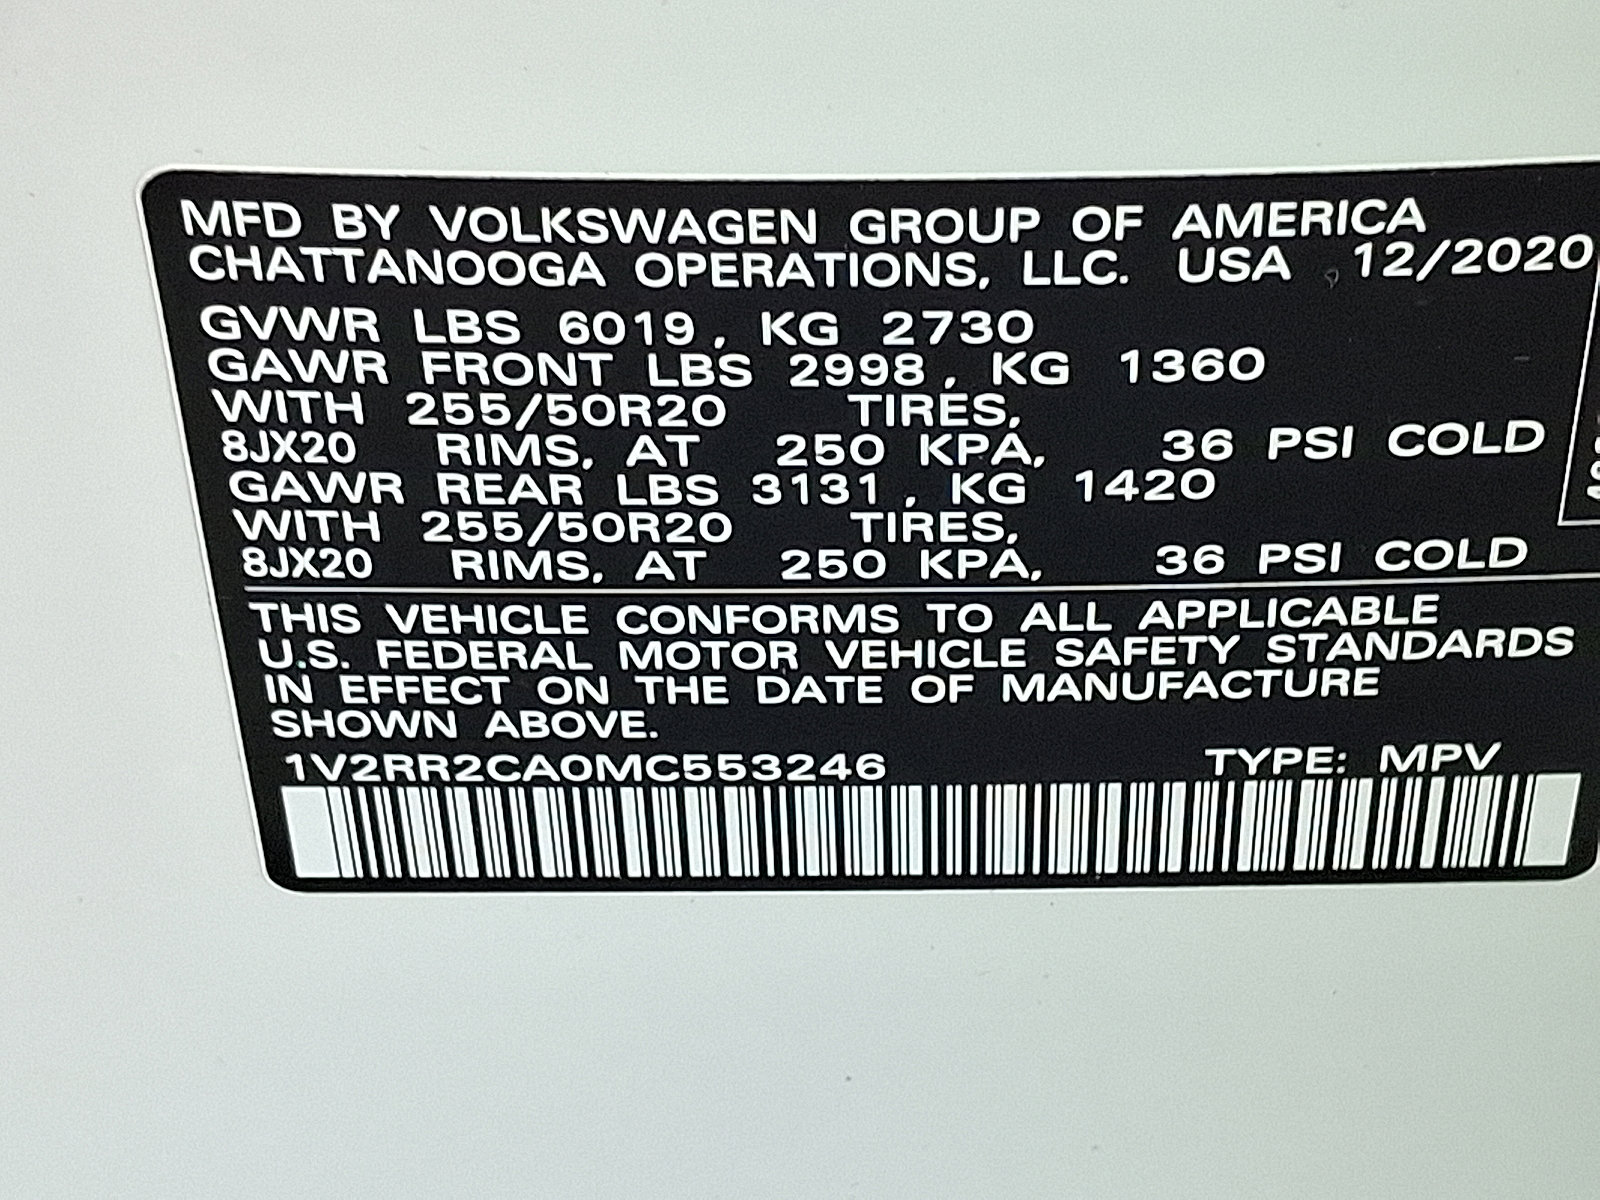 MFD BY VOLKSWAGEN GROUP OF AMERICA
CHATTANOOGA OPERATIONS, LLC. USA 12/2020
GVWR LBS 6019, KG 2730
GAWR FRONT LBS 2998, KG 1360
WITH 255/50R20 TIRES,
8JX20 RIMS, AT 250 KPA, 36 PSI COLD
GAWR REAR LBS 3131, KG 1420
WITH 255/50R20 TIRES,
8JX20 RIMS, AT 250 KPA, 36 PSI COLD
THIS VEHICLE CONFORMS TO ALL APPLICABLE
U.S. FEDERAL MOTOR VEHICLE SAFETY STANDARDS
IN EFFECT ON THE DATE OF MANUFACTURE
SHOWN ABOVE.
1V2RR2CA0MC553246 TYPE: MPV